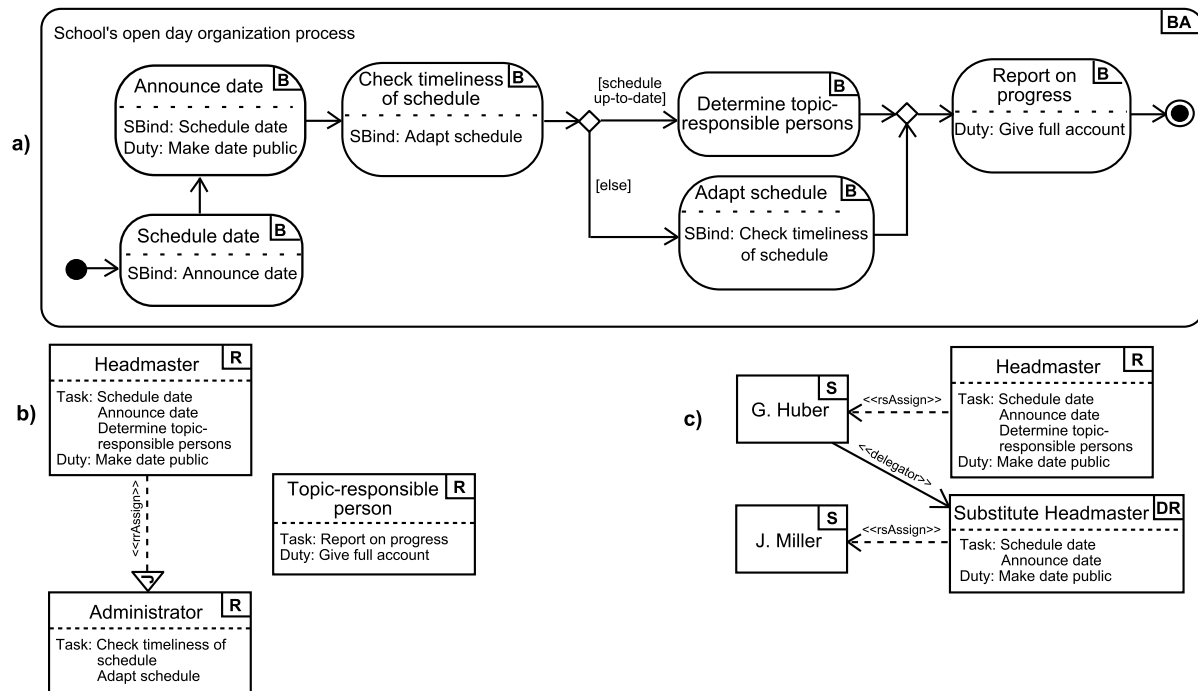 a)
School's open day organization process
BA
Announce date
B
SBind: Schedule date
Duty: Make date public
Schedule date
B
SBind: Announce date
Check timeliness
of schedule
B
SBind: Adapt schedule
[schedule
up-to-date]
[else]
Determine topic-
responsible persons
B
Adapt schedule
B
SBind: Check timeliness
of schedule
Report on
progress
B
Duty: Give full account
b)
Headmaster
R
Task: Schedule date
Announce date
Determine topic-
responsible persons
Duty: Make date public
<<rrAssign>>
Administrator
R
Task: Check timeliness of
schedule
Adapt schedule
Topic-responsible
person
R
Task: Report on progress
Duty: Give full account
c)
G. Huber
S
<<rsAssign>>
Headmaster
R
Task: Schedule date
Announce date
Determine topic-
responsible persons
Duty: Make date public
<<delegator>>
J. Miller
S
<<rsAssign>>
Substitute Headmaster
DR
Task: Schedule date
Announce date
Duty: Make date public